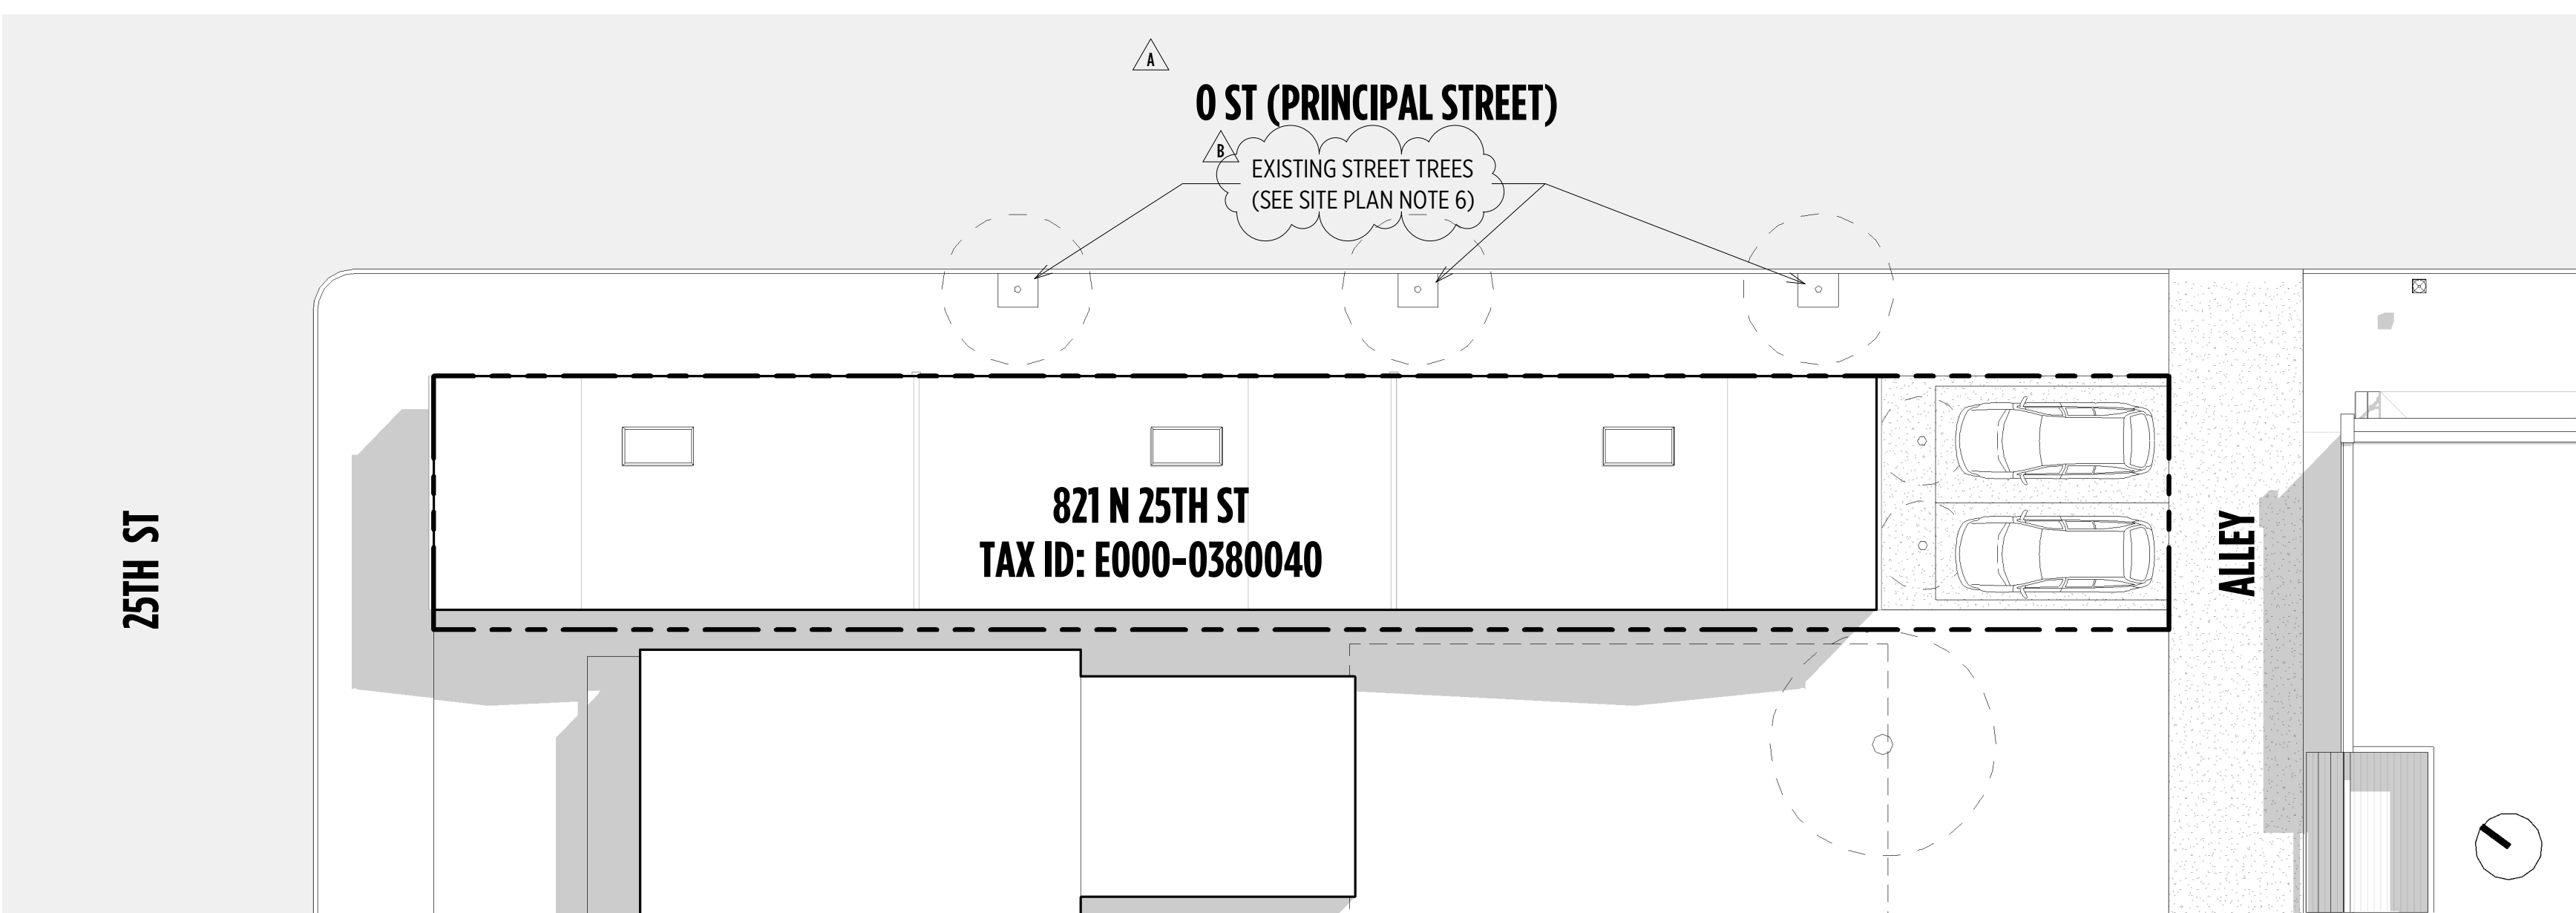 A
O ST (PRINCIPAL STREET)
B
EXISTING STREET TREES
(SEE SITE PLAN NOTE 6)
821 N 25TH ST
TAX ID: E000-0380040
25TH ST
ALLEY